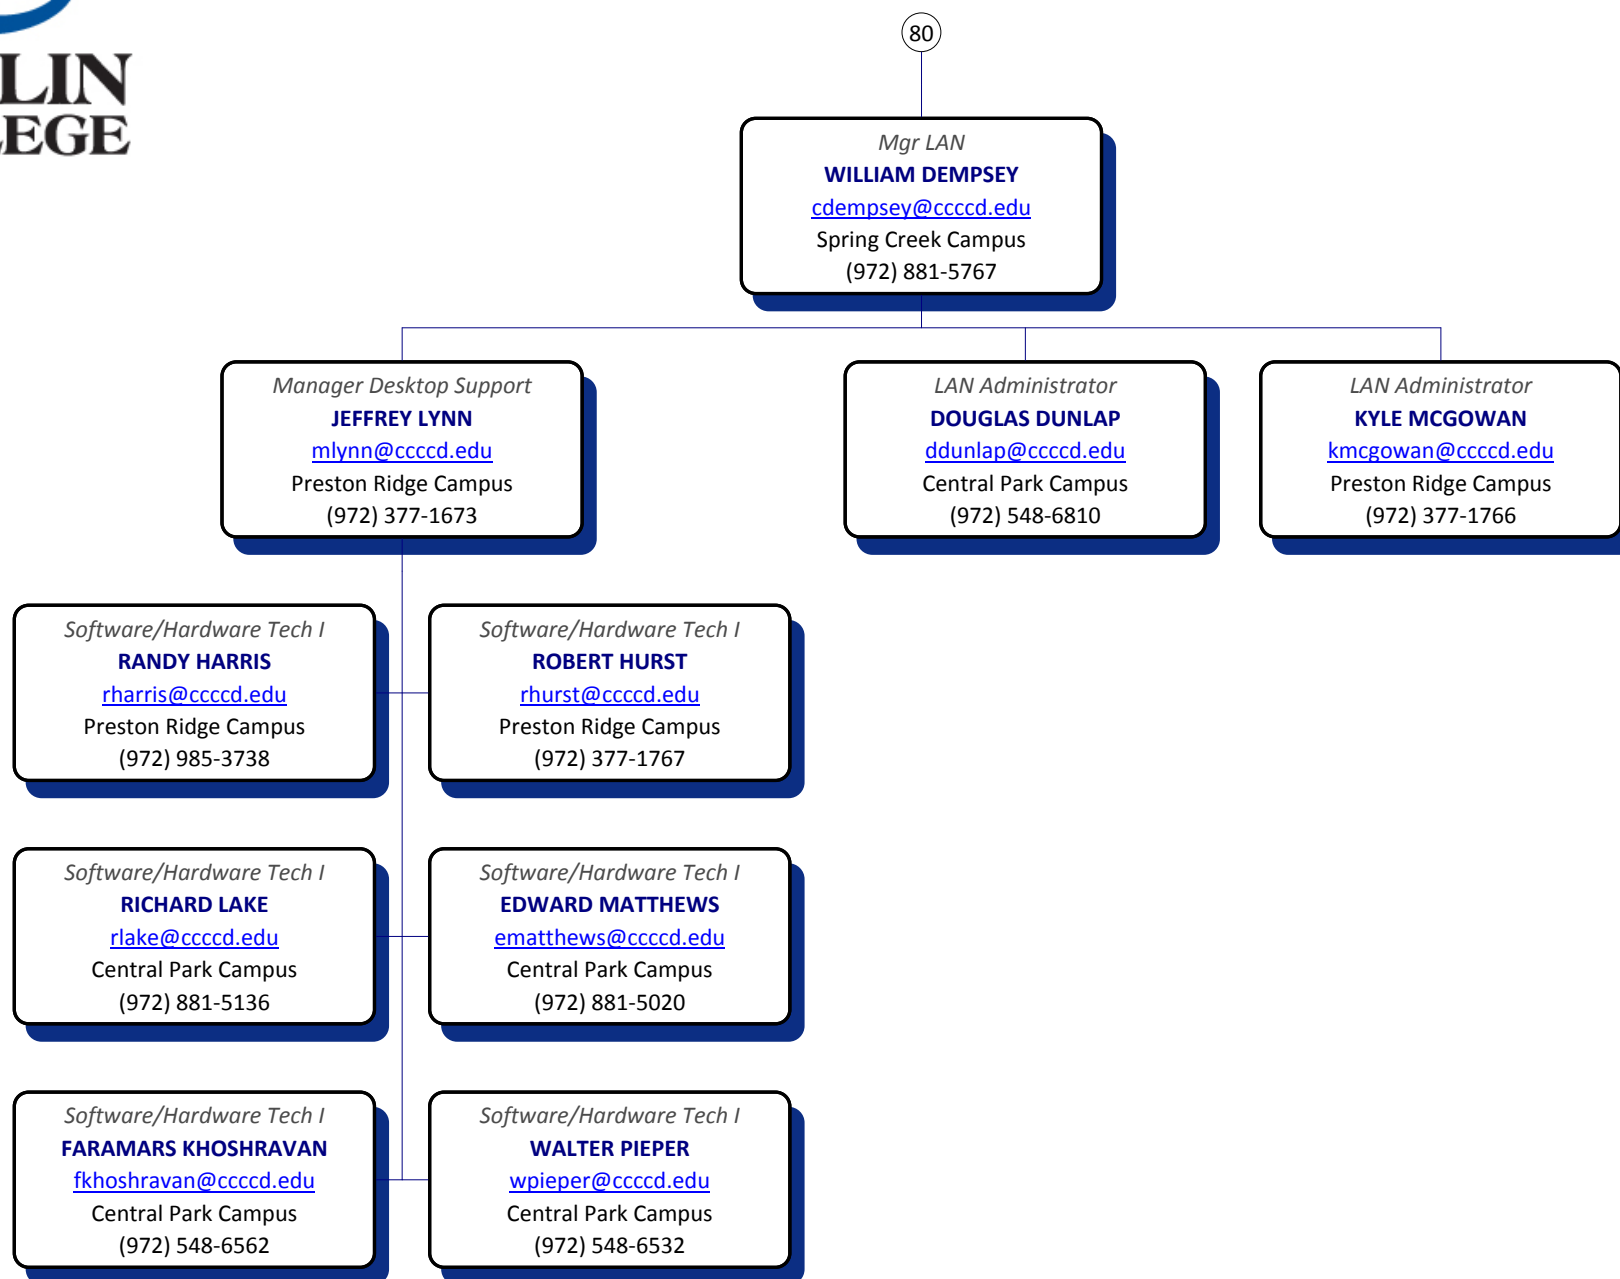 LIN
LEGE
80
Mgr LAN
WILLIAM DEMPSEY
cdempsey@ccccd.edu
Spring Creek Campus
(972) 881-5767
Manager Desktop Support
JEFFREY LYNN
mlynn@ccccd.edu
Preston Ridge Campus
(972) 377-1673
LAN Administrator
DOUGLAS DUNLAP
ddunlap@ccccd.edu
Central Park Campus
(972) 548-6810
LAN Administrator
KYLE MCGOWAN
kmcgowan@ccccd.edu
Preston Ridge Campus
(972) 377-1766
Software/Hardware Tech I
RANDY HARRIS
rharris@ccccd.edu
Preston Ridge Campus
(972) 985-3738
Software/Hardware Tech I
ROBERT HURST
rhurst@ccccd.edu
Preston Ridge Campus
(972) 377-1767
Software/Hardware Tech I
RICHARD LAKE
rlake@ccccd.edu
Central Park Campus
(972) 881-5136
Software/Hardware Tech I
EDWARD MATTHEWS
ematthews@ccccd.edu
Central Park Campus
(972) 881-5020
Software/Hardware Tech I
FARAMARS KHOSHRAVAN
fkhoshravan@ccccd.edu
Central Park Campus
(972) 548-6562
Software/Hardware Tech I
WALTER PIEPER
wpieper@ccccd.edu
Central Park Campus
(972) 548-6532